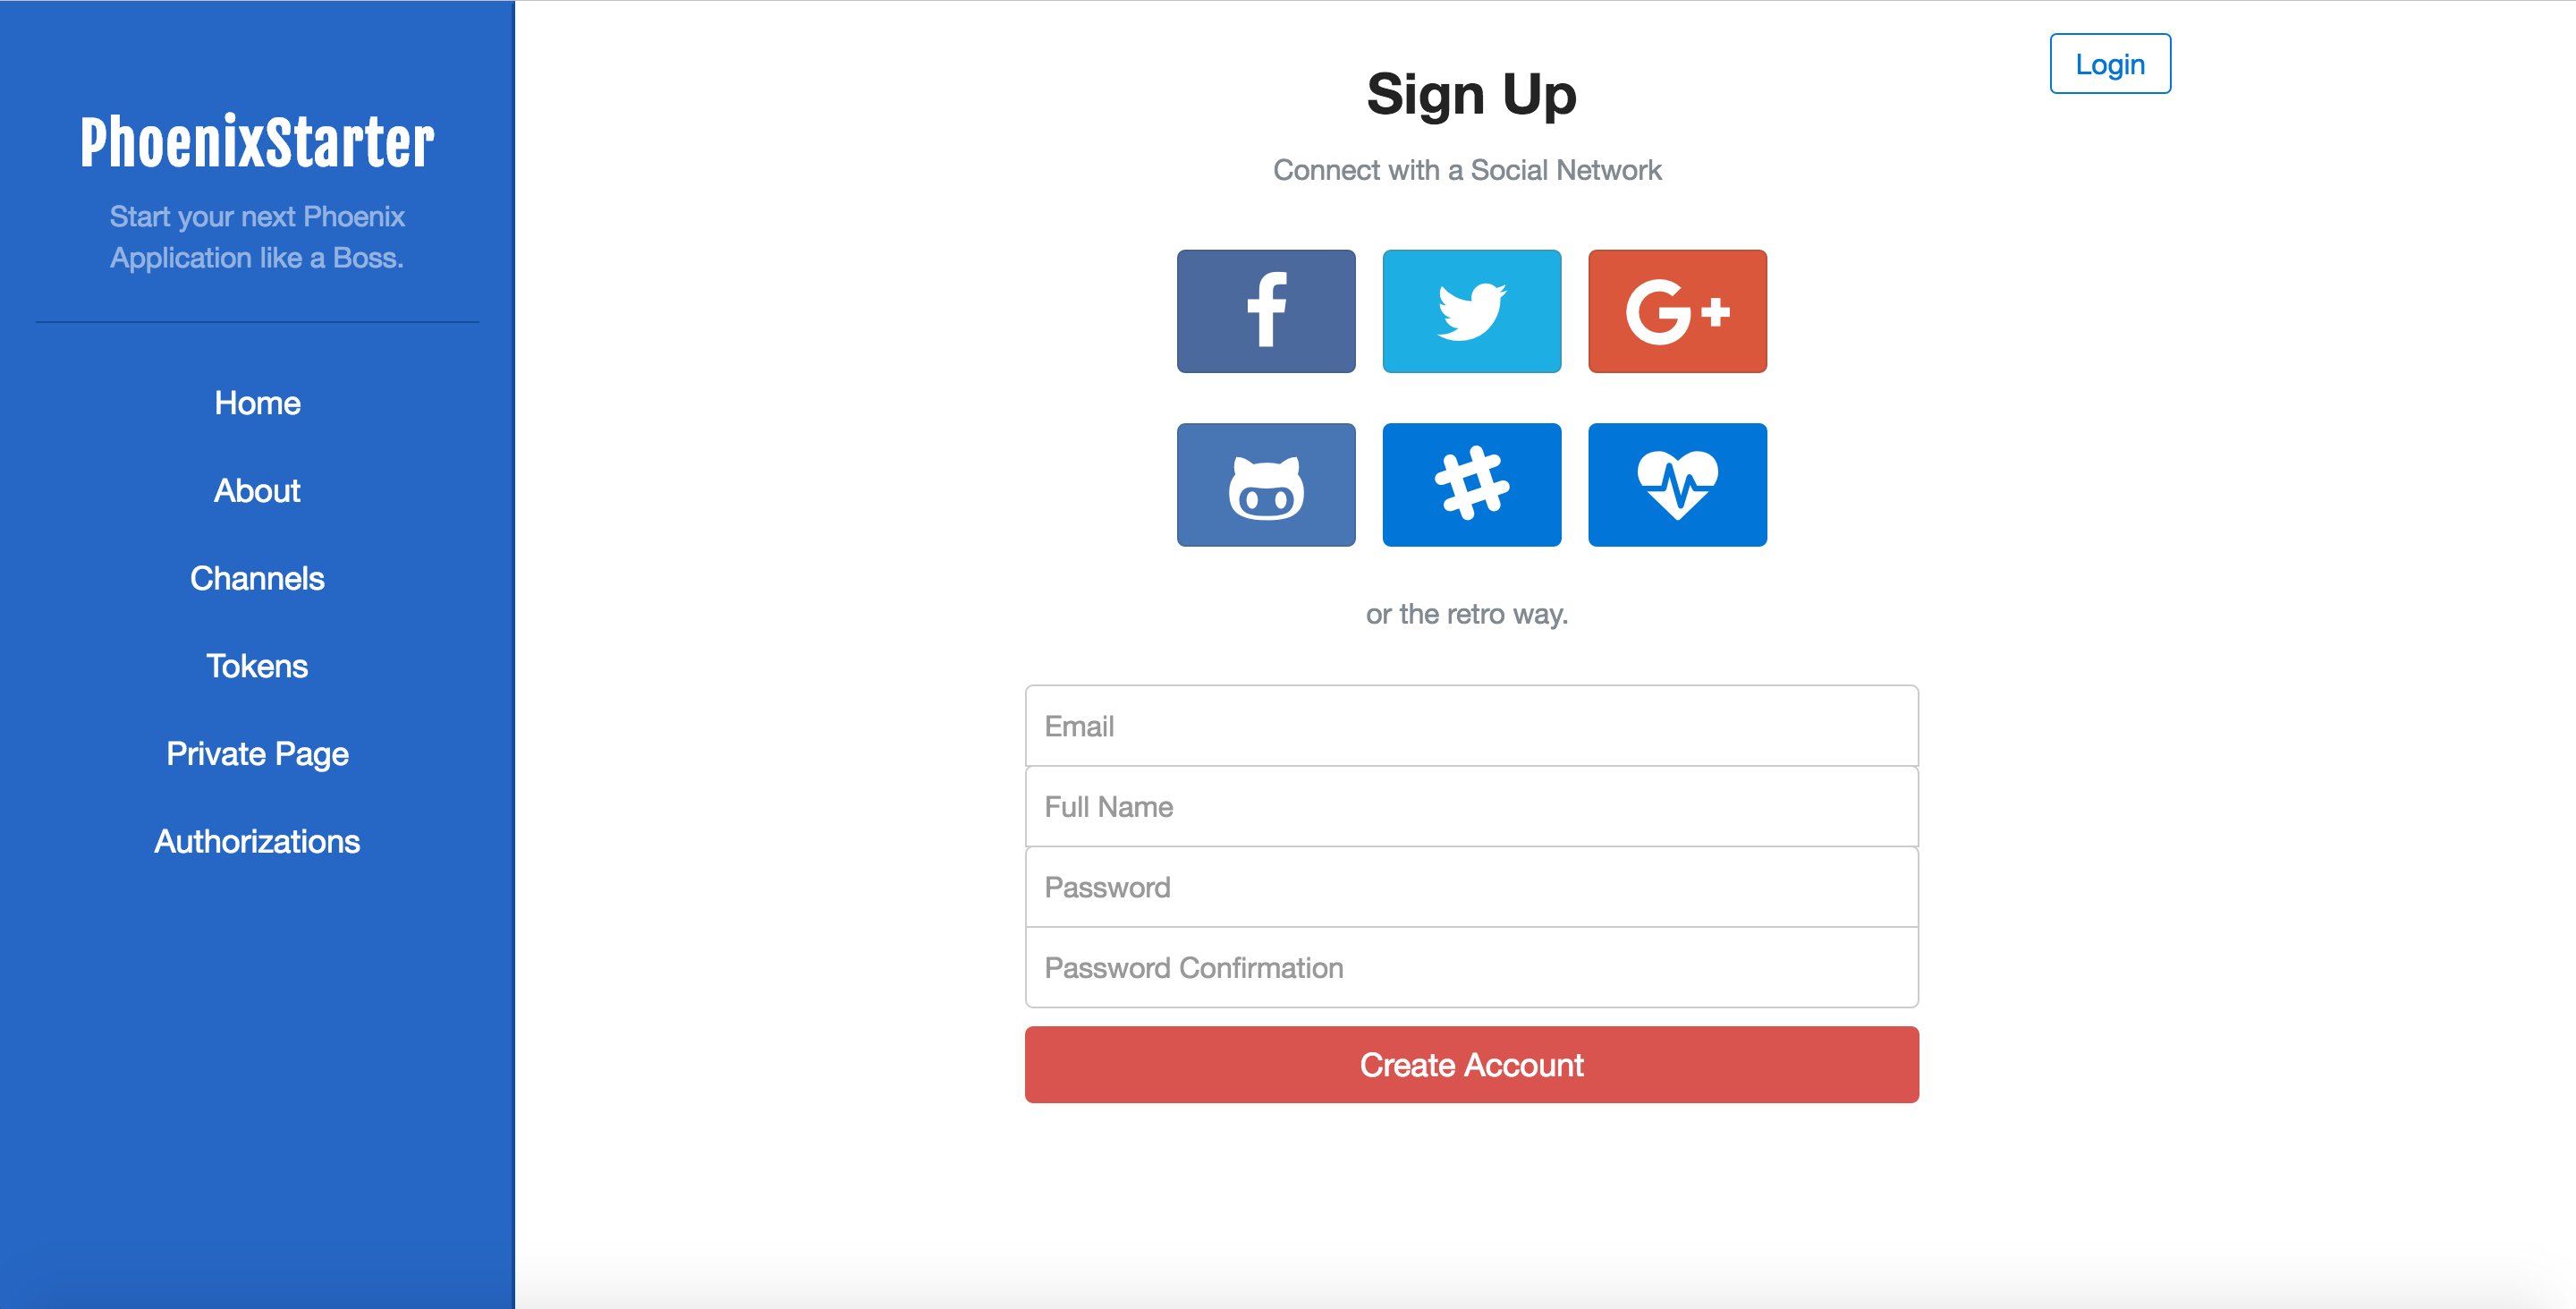 PhoenixStarter
Start your next Phoenix
Application like a Boss.
Home
About
Channels
Tokens
Private Page
Authorizations
Login
Sign Up
Connect with a Social Network
f
G+
or the retro way.
Email
Full Name
Password
Password Confirmation
Create Account